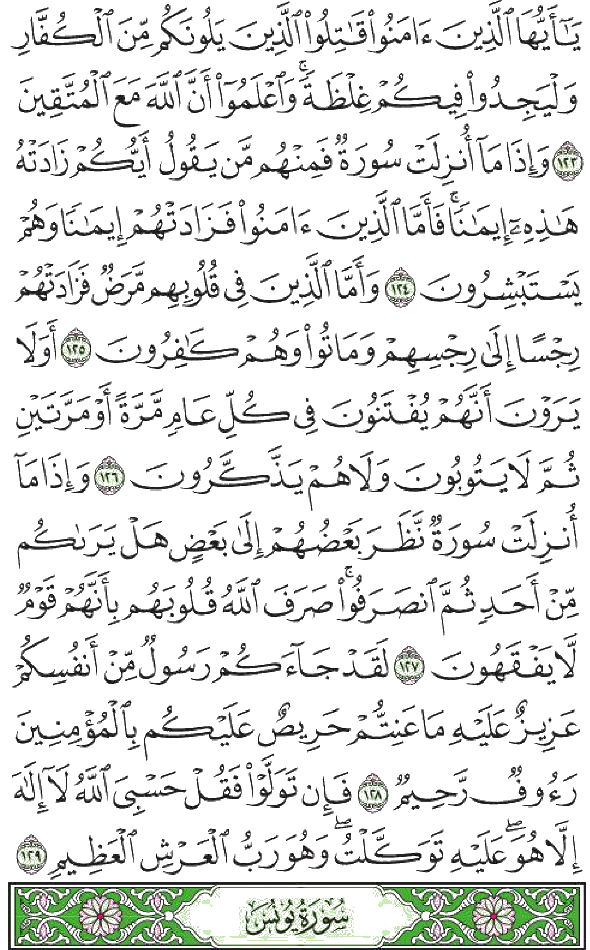 يَـٰٓأَيُّهَا ٱلَّذِينَ ءَامَنُوا۟ قَـٰتِلُوا۟ ٱلَّذِينَ يَلُونَكُم مِّنَ ٱلْكُفَّارِ
وَلْيَجِدُوا۟ فِيكُمْ غِلْظَةً ۚ وَٱعْلَمُوٓا۟ أَنَّ ٱللَّهَ مَعَ ٱلْمُتَّقِينَ
١٢٣ وَإِذَا مَآ أُنزِلَتْ سُورَةٌ فَمِنْهُم مَّن يَقُولُ أَيُّكُمْ زَادَتْهُ
هَـٰذِهِۦٓ إِيمَـٰنًا ۚ فَأَمَّا ٱلَّذِينَ ءَامَنُوا۟ فَزَادَتْهُمْ إِيمَـٰنًا وَهُمْ
يَسْتَبْشِرُونَ ١٢٤ وَأَمَّا ٱلَّذِينَ فِى قُلُوبِهِم مَّرَضٌ فَزَادَتْهُمْ
رِجْسًا إِلَىٰ رِجْسِهِمْ وَمَاتُوا۟ وَهُمْ كَـٰفِرُونَ ١٢٥ أَوَلَا
يَرَوْنَ أَنَّهُمْ يُفْتَنُونَ فِى كُلِّ عَامٍ مَّرَّةً أَوْ مَرَّتَيْنِ
ثُمَّ لَا يَتُوبُونَ وَلَا هُمْ يَذَّكَّرُونَ ١٢٦ وَإِذَا مَآ
أُنزِلَتْ سُورَةٌ نَّظَرَ بَعْضُهُمْ إِلَىٰ بَعْضٍ هَلْ يَرَىٰكُم
مِّنْ أَحَدٍ ثُمَّ ٱنصَرَفُوا۟ ۚ صَرَفَ ٱللَّهُ قُلُوبَهُم بِأَنَّهُمْ قَوْمٌ
لَّا يَفْقَهُونَ ١٢٧ لَقَدْ جَآءَكُمْ رَسُولٌ مِّنْ أَنفُسِكُمْ
عَزِيزٌ عَلَيْهِ مَا عَنِتُّمْ حَرِيصٌ عَلَيْكُم بِٱلْمُؤْمِنِينَ
رَءُوفٌ رَّحِيمٌ ١٢٨ فَإِن تَوَلَّوْا۟ فَقُلْ حَسْبِىَ ٱللَّهُ لَآ إِلَـٰهَ
إِلَّا هُوَ ۖ عَلَيْهِ تَوَكَّلْتُ ۖ وَهُوَ رَبُّ ٱلْعَرْشِ ٱلْعَظِيمِ ١٢٩
سُورَةُ يُونُسَ